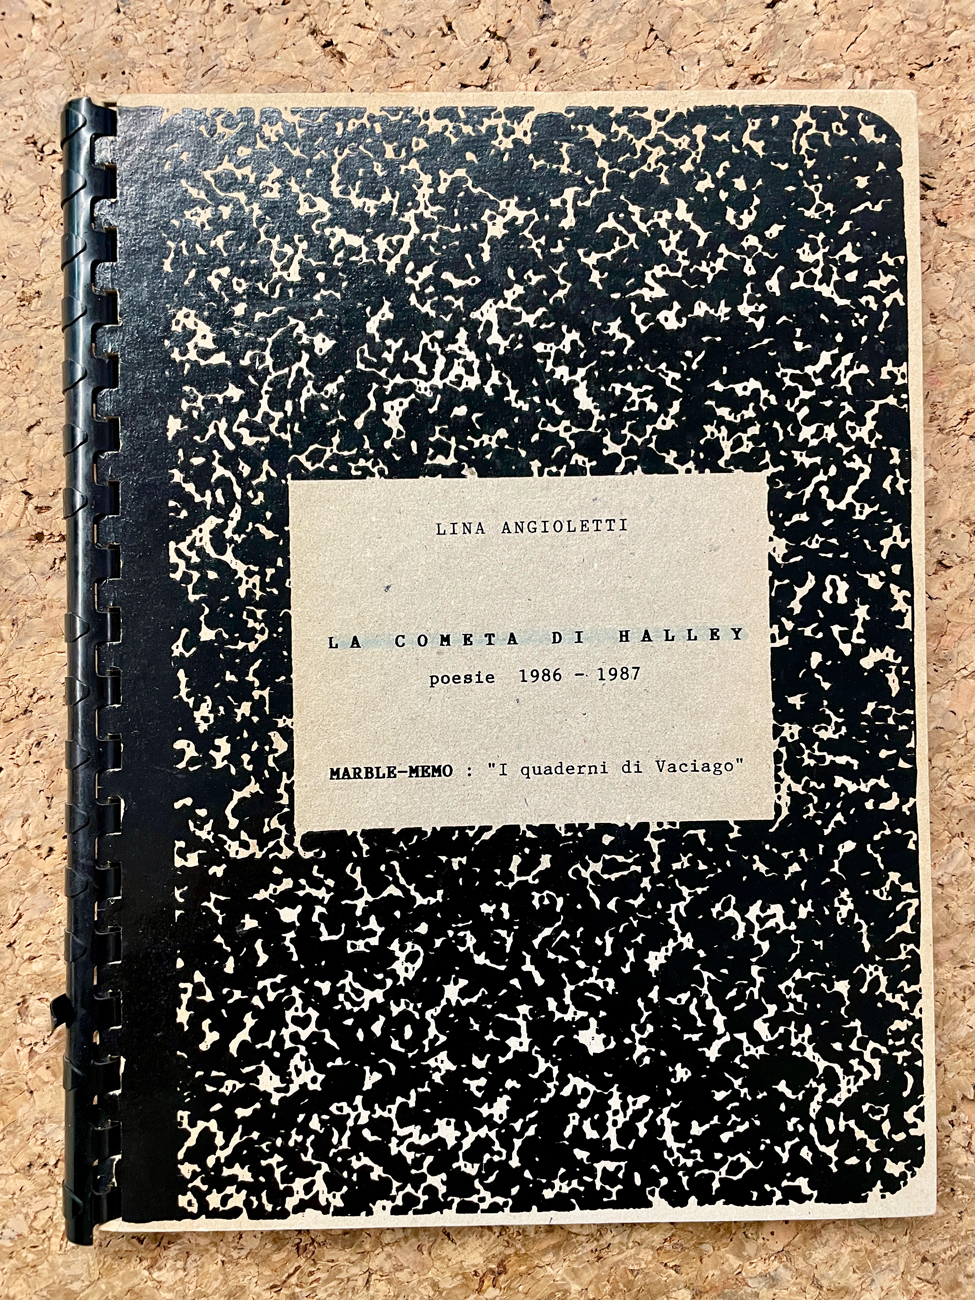 LINA ANGIOLETTI
LA COMETA DI HALLEY
poesie 1986 - 1987
MARBLE-MEMO : "I quaderni di Vaciago"